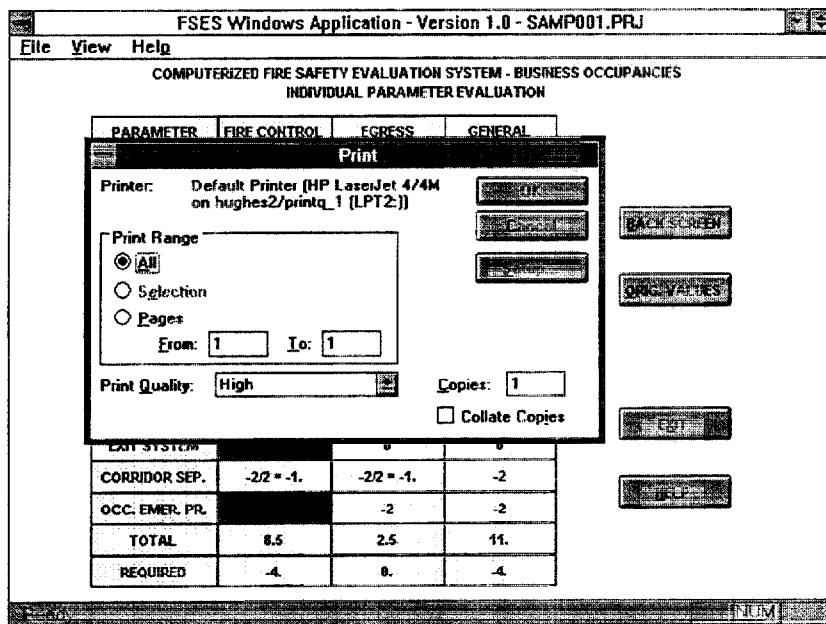 FSES Windows Application - Version 1.0 - SAMP001.PRJ
File View Help
COMPUTERIZED FIRE SAFETY EVALUATION SYSTEM - BUSINESS OCCUPANCIES
INDIVIDUAL PARAMETER EVALUATION
PARAMETER FIRE CONTROL EGRESS GENERAL
Print
Printer: Default Printer (HP LaserJet 4/4M
on hughes2/printq_1 (LPT2:))
OK
Cancel
Print Range
All
Selection
Pages
From: 1 To: 1
Print Quality: High
Copies: 1
Collate Copies
BACK SCREEN
ORIG. VALUES
EXIT
HELP
EXIT SYSTEM 0 0
CORRIDOR SEP. -2/2 = -1. -2/2 = -1. -2
OCC. EMER. PR. -2 -2
TOTAL 8.5 2.5 11.
REQUIRED -4. 0. -4.
NUM